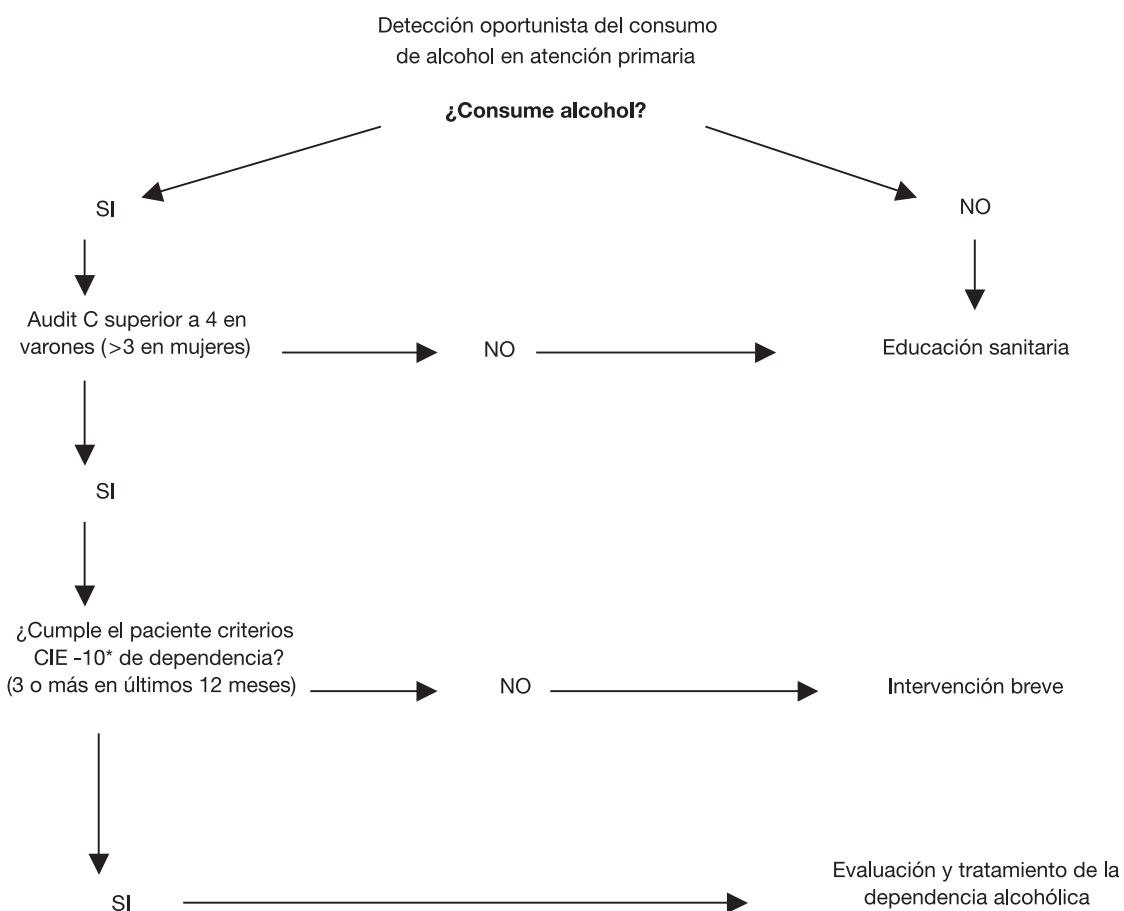 Detección oportunista del consumo
de alcohol en atención primaria
¿Consume alcohol?
SI
NO
Audit C superior a 4 en
varones (>3 en mujeres)
NO
Educación sanitaria
SI
¿Cumple el paciente criterios
CIE -10* de dependencia?
(3 o más en últimos 12 meses)
NO
Intervención breve
SI
Evaluación y tratamiento de la
dependencia alcohólica